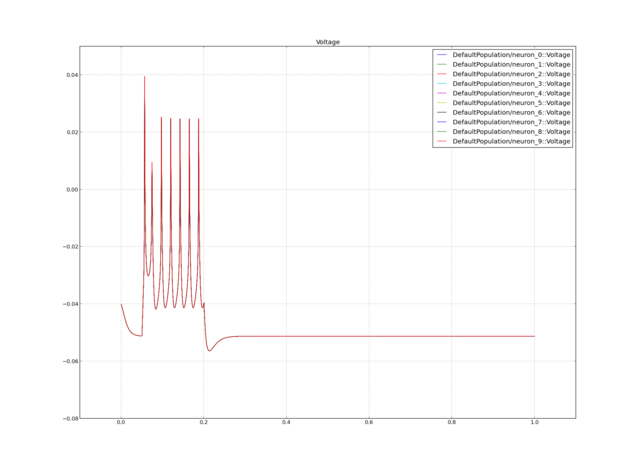 Voltage
DefaultPopulation/neuron_0::Voltage
DefaultPopulation/neuron_1::Voltage
DefaultPopulation/neuron_2::Voltage
DefaultPopulation/neuron_3::Voltage
DefaultPopulation/neuron_4::Voltage
DefaultPopulation/neuron_5::Voltage
DefaultPopulation/neuron_6::Voltage
DefaultPopulation/neuron_7::Voltage
DefaultPopulation/neuron_8::Voltage
DefaultPopulation/neuron_9::Voltage
0.04
0.02
0.00
−0.02
−0.04
−0.06
−0.08
0.0 0.2 0.4 0.6 0.8 1.0